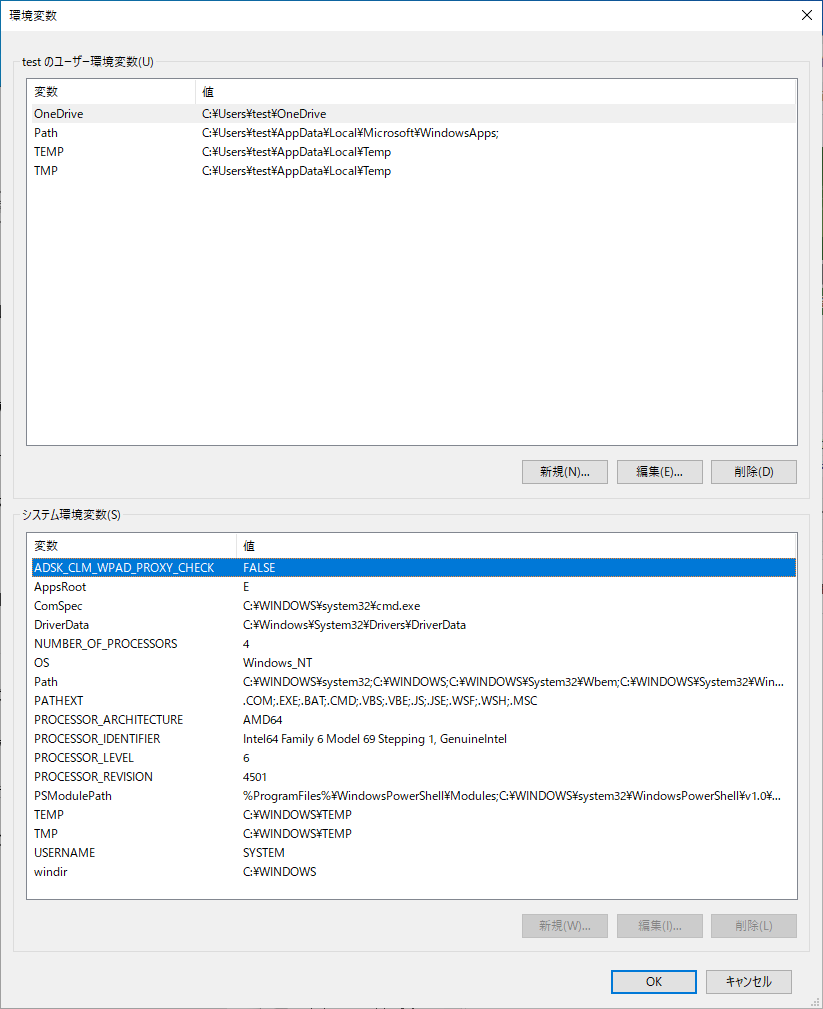 環境変数
test のユーザー環境変数(U)
変数 値
OneDrive C:¥Users¥test¥OneDrive
Path C:¥Users¥test¥AppData¥Local¥Microsoft¥WindowsApps;
TEMP C:¥Users¥test¥AppData¥Local¥Temp
TMP C:¥Users¥test¥AppData¥Local¥Temp
新規(N)... 編集(E)... 削除(D)
システム環境変数(S)
変数 値
ADSK_CLM_WPAD_PROXY_CHECK FALSE
AppsRoot E
ComSpec C:¥WINDOWS¥system32¥cmd.exe
DriverData C:¥Windows¥System32¥Drivers¥DriverData
NUMBER_OF_PROCESSORS 4
OS Windows_NT
Path C:¥WINDOWS¥system32;C:¥WINDOWS;C:¥WINDOWS¥System32¥Wbem;C:¥WINDOWS¥System32¥Win...
PATHEXT .COM;.EXE;.BAT;.CMD;.VBS;.VBE;.JS;.JSE;.WSF;.WSH;.MSC
PROCESSOR_ARCHITECTURE AMD64
PROCESSOR_IDENTIFIER Intel64 Family 6 Model 69 Stepping 1, GenuineIntel
PROCESSOR_LEVEL 6
PROCESSOR_REVISION 4501
PSModulePath %ProgramFiles%¥WindowsPowerShell¥Modules;C:¥WINDOWS¥system32¥WindowsPowerShell¥v1.0¥...
TEMP C:¥WINDOWS¥TEMP
TMP C:¥WINDOWS¥TEMP
USERNAME SYSTEM
windir C:¥WINDOWS
新規(W)... 編集(I)... 削除(L)
OK キャンセル